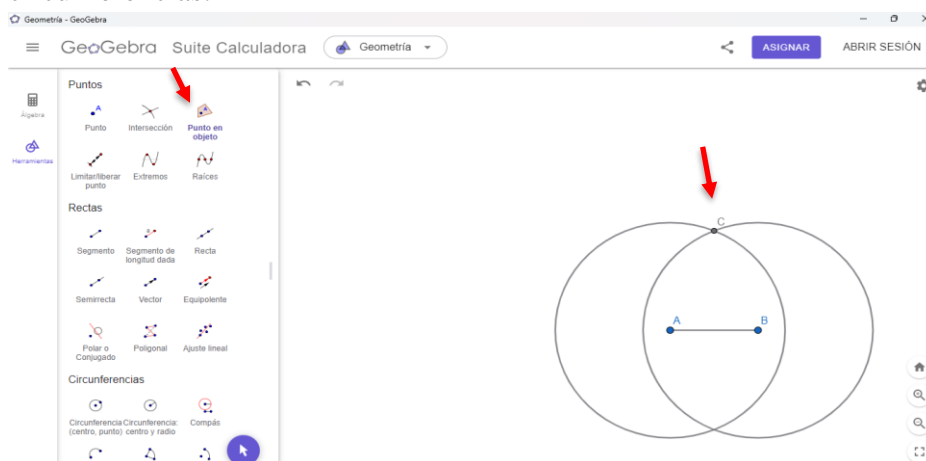 Geometría - GeoGebra
GeoGebra Suite Calculadora Geometría ASIGNAR ABRIR SESIÓN
Álgebra
Herramientas
Puntos
A
Punto Intersección Punto en objeto
Limitar/liberar punto Extremos Raíces
Rectas
Segmento Segmento de longitud dada Recta
Semirrecta Vector Equipolente
Polar o Conjugado Poligonal Ajuste lineal
Circunferencias
Circunferencia (centro, punto) Circunferencia: centro y radio Compás
C
A B